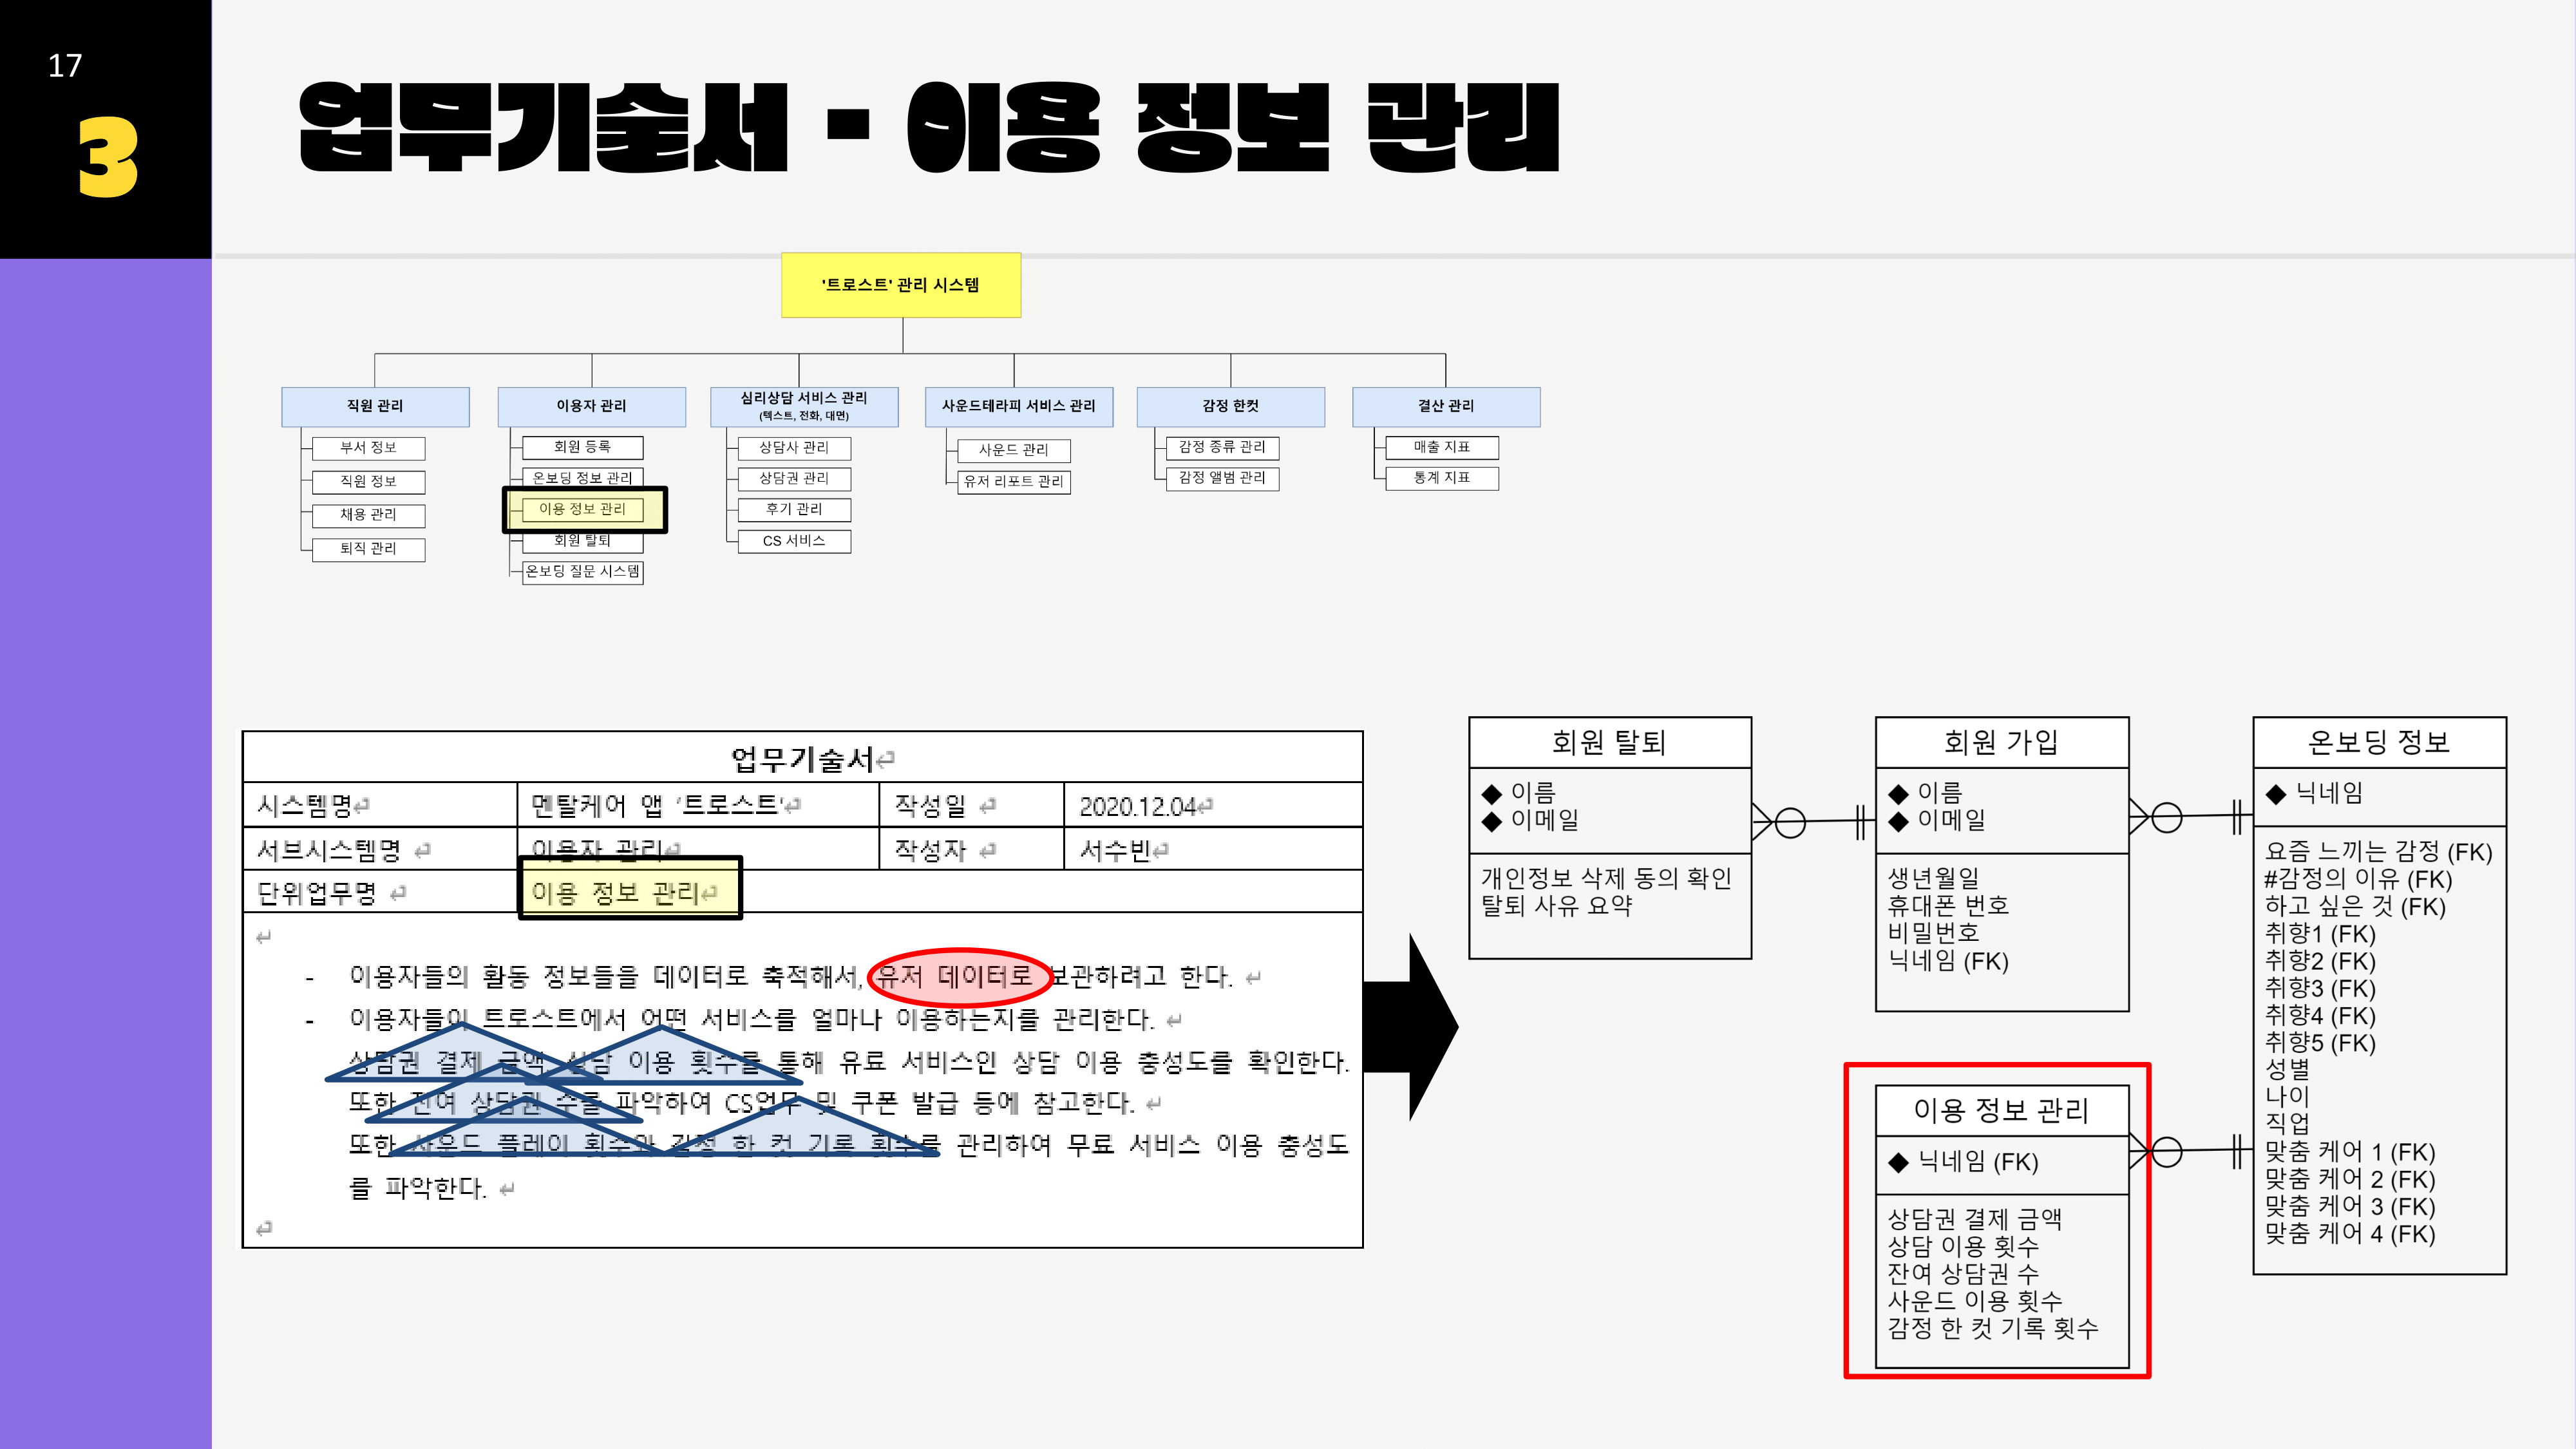 17
3
업무기술서 - 이용 정보 관리
'트로스트' 관리 시스템
직원 관리
부서 정보
직원 정보
채용 관리
퇴직 관리
이용자 관리
회원 등록
온보딩 정보 관리
이용 정보 관리
회원 탈퇴
온보딩 질문 시스템
심리상담 서비스 관리
(텍스트, 전화, 대면)
상담사 관리
상담권 관리
후기 관리
CS 서비스
사운드테라피 서비스 관리
사운드 관리
유저 리포트 관리
감정 한컷
감정 종류 관리
감정 앨범 관리
결산 관리
매출 지표
통계 지표
업무기술서
시스템명 멘탈케어 앱 '트로스트' 작성일 2020.12.04
서브시스템명 이용자 관리 작성자 서수빈
단위업무명 이용 정보 관리
- 이용자들의 활동 정보들을 데이터로 축적해서, 유저 데이터로 보관하려고 한다.
- 이용자들이 트로스트에서 어떤 서비스를 얼마나 이용하는지를 관리한다.
상담권 결제 금액, 상담 이용 횟수를 통해 유료 서비스인 상담 이용 충성도를 확인한다.
또한 잔여 상담권 수를 파악하여 CS업무 및 쿠폰 발급 등에 참고한다.
또한 사운드 플레이 횟수와 감정 한 컷 기록 횟수를 관리하여 무료 서비스 이용 충성도
를 파악한다.
회원 탈퇴
◆ 이름
◆ 이메일
개인정보 삭제 동의 확인
탈퇴 사유 요약
회원 가입
◆ 이름
◆ 이메일
생년월일
휴대폰 번호
비밀번호
닉네임 (FK)
온보딩 정보
◆ 닉네임
요즘 느끼는 감정 (FK)
#감정의 이유 (FK)
하고 싶은 것 (FK)
취향1 (FK)
취향2 (FK)
취향3 (FK)
취향4 (FK)
취향5 (FK)
성별
나이
직업
맞춤 케어 1 (FK)
맞춤 케어 2 (FK)
맞춤 케어 3 (FK)
맞춤 케어 4 (FK)
이용 정보 관리
◆ 닉네임 (FK)
상담권 결제 금액
상담 이용 횟수
잔여 상담권 수
사운드 이용 횟수
감정 한 컷 기록 횟수